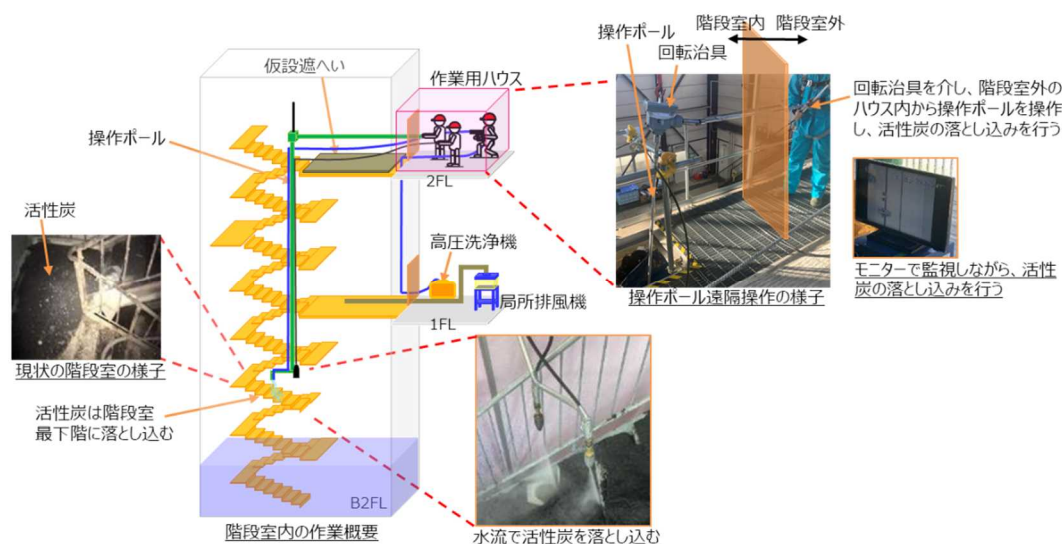 階段室内 階段室外
操作ポール
回転治具
仮設遮へい
作業用ハウス
操作ポール
回転治具を介し、階段室外の
ハウス内から操作ポールを操作
し、活性炭の落とし込みを行う
2FL
活性炭
高圧洗浄機
局所排風機
1FL
操作ポール遠隔操作の様子
モニターで監視しながら、活性
炭の落とし込みを行う
現状の階段室の様子
活性炭は階段室
最下階に落とし込む
B2FL
階段室内の作業概要
水流で活性炭を落とし込む